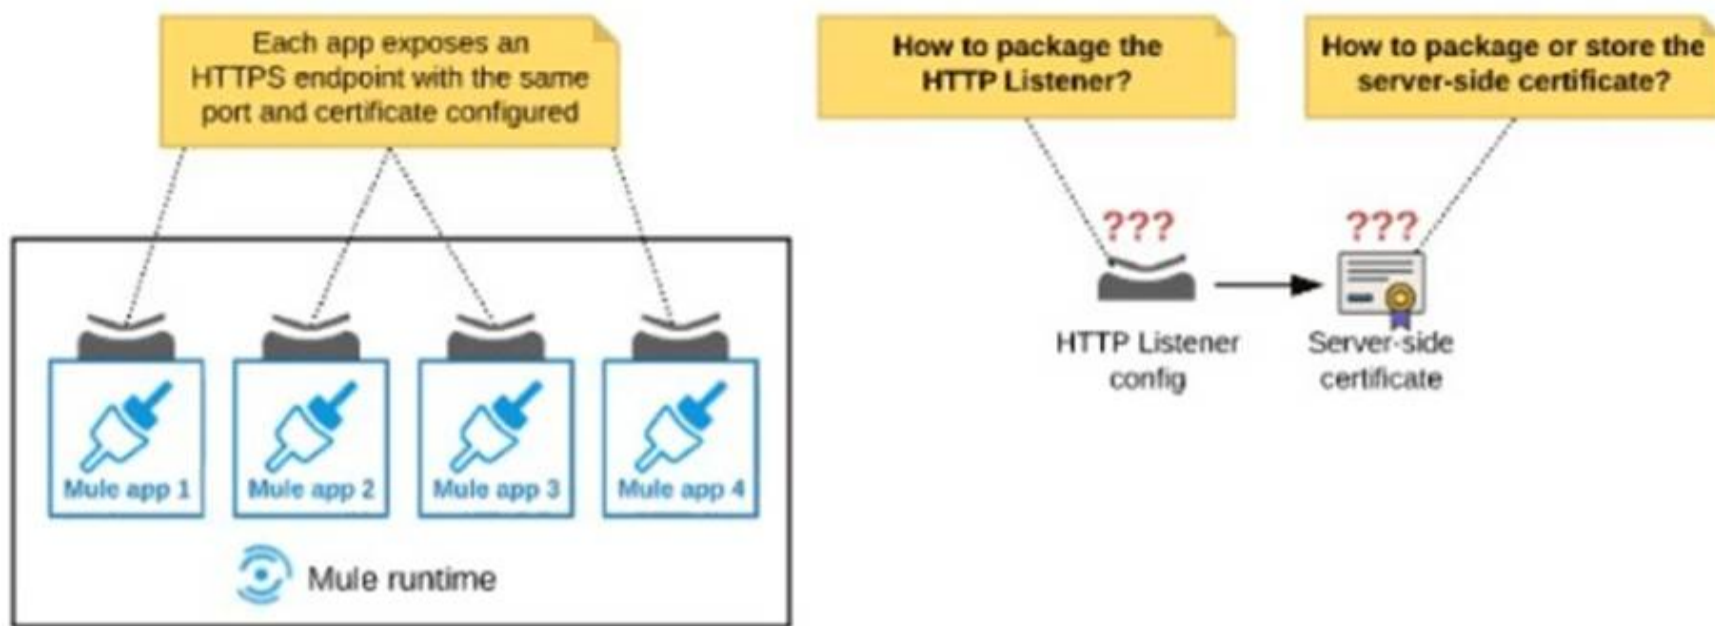 Each app exposes an
HTTPS endpoint with the same
port and certificate configured
How to package the
HTTP Listener?
How to package or store the
server-side certificate?
???
???
HTTP Listener
config
Server-side
certificate
Mule app 1
Mule app 2
Mule app 3
Mule app 4
Mule runtime